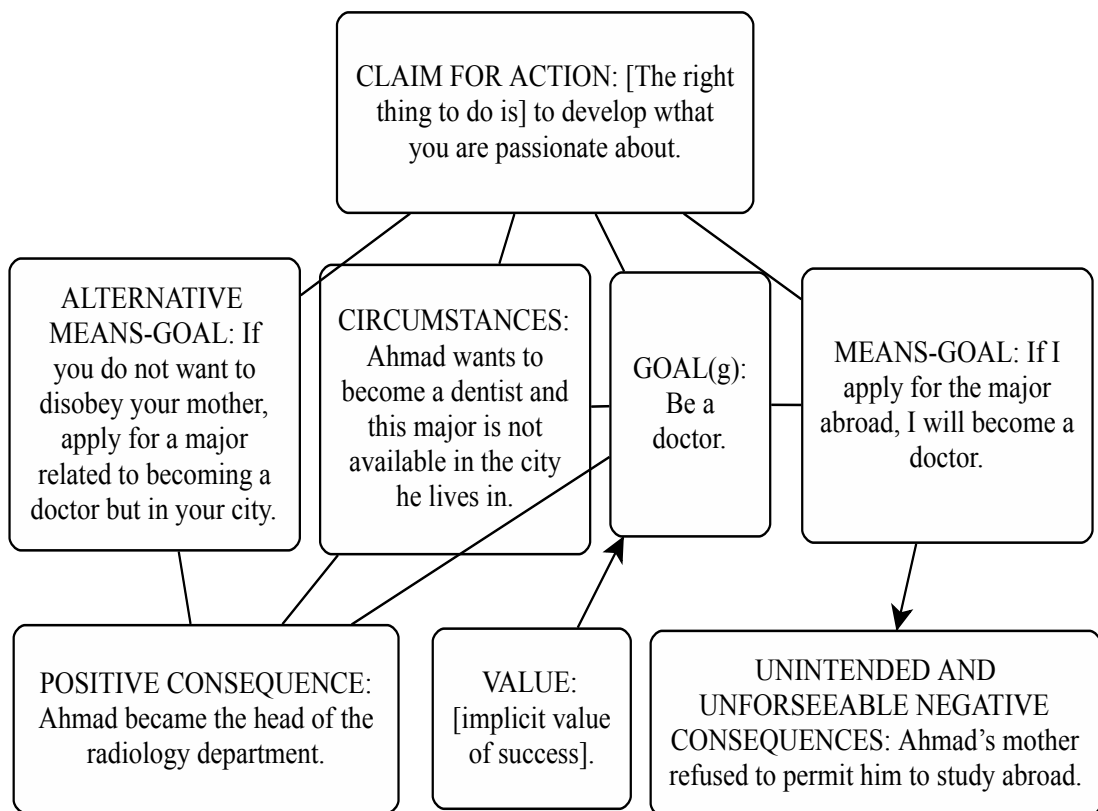 CLAIM FOR ACTION: [The right
thing to do is] to develop wthat
you are passionate about.
ALTERNATIVE
MEANS-GOAL: If
you do not want to
disobey your mother,
apply for a major
related to becoming a
doctor but in your city.
CIRCUMSTANCES:
Ahmad wants to
become a dentist and
this major is not
available in the city
he lives in.
GOAL(g):
Be a
doctor.
MEANS-GOAL: If I
apply for the major
abroad, I will become a
doctor.
POSITIVE CONSEQUENCE:
Ahmad became the head of the
radiology department.
VALUE:
[implicit value
of success].
UNINTENDED AND
UNFORSEEABLE NEGATIVE
CONSEQUENCES: Ahmad’s mother
refused to permit him to study abroad.